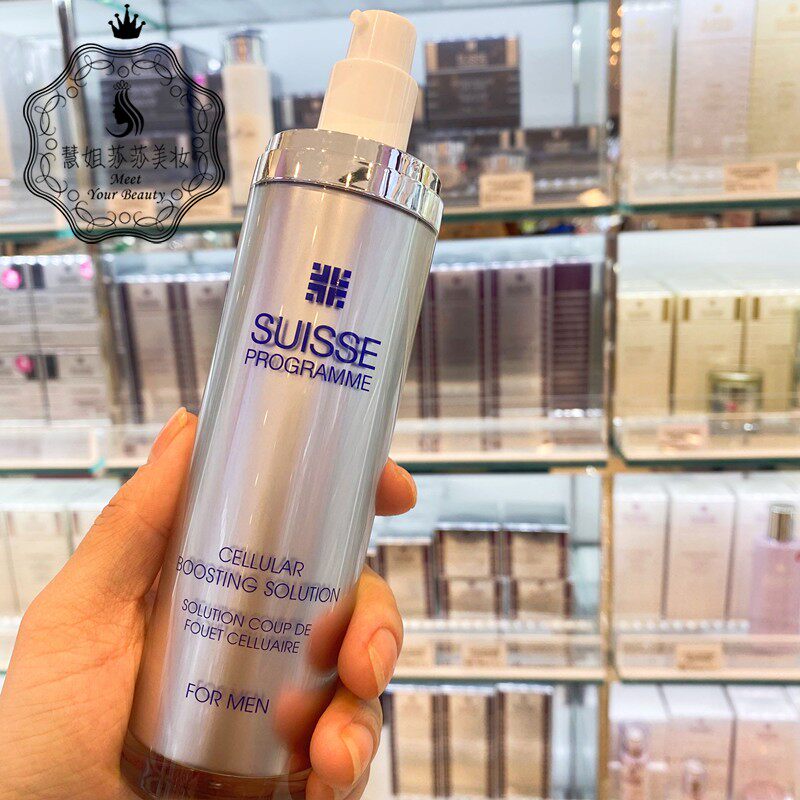 慧姐莎莎美妆
Meet
Your Beauty
SUISSE
PROGRAMME
CELLULAR
BOOSTING SOLUTION
SOLUTION COUP DE
FOUET CELLUAIRE
FOR MEN